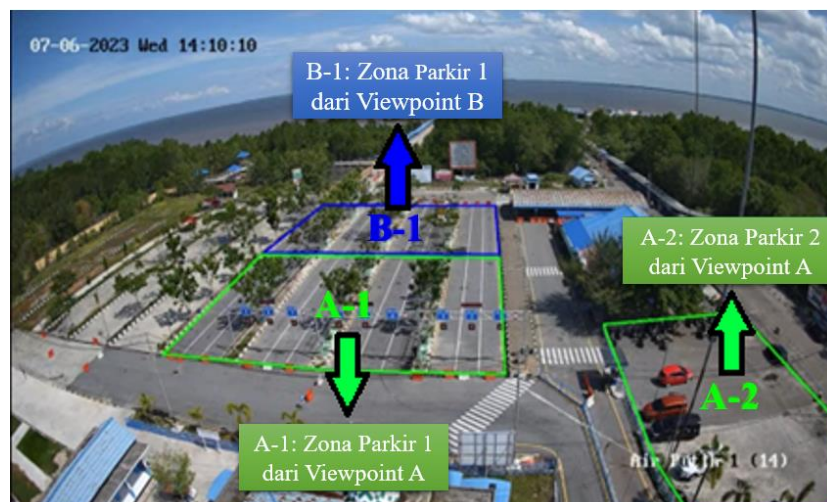 07-06-2023 Wed 14:10:10
B-1: Zona Parkir 1
dari Viewpoint B
B-1
A-2: Zona Parkir 2
dari Viewpoint A
A-1
A-2
A-1: Zona Parkir 1
dari Viewpoint A
Air Putih 1 (14)